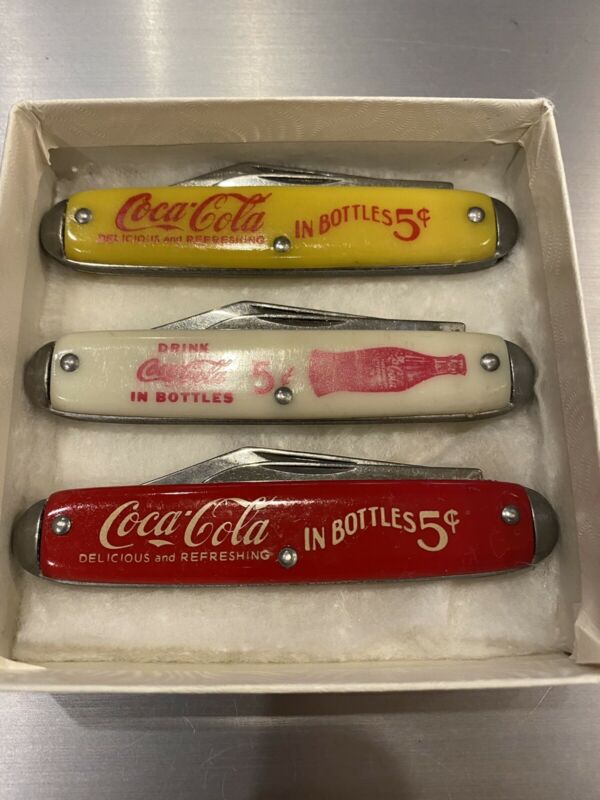 Coca-Cola
DELICIOUS and REFRESHING
IN BOTTLES 5¢
DRINK
Coca-Cola
IN BOTTLES
5¢
Coca-Cola
DELICIOUS and REFRESHING
IN BOTTLES 5¢